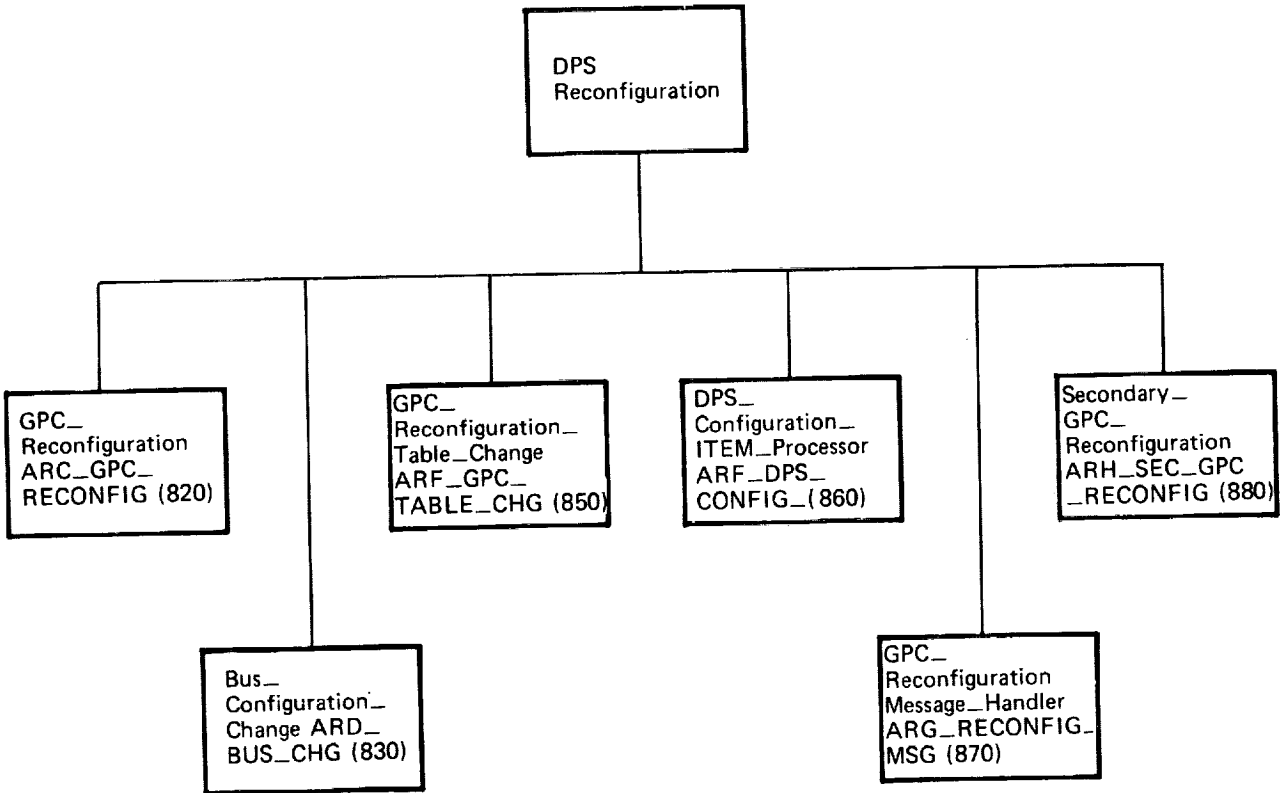 DPS
Reconfiguration
GPC_
Reconfiguration
ARC_GPC_
RECONFIG (820)
GPC_
Reconfiguration_
Table_Change
ARF_GPC_
TABLE_CHG (850)
DPS_
Configuration_
ITEM_Processor
ARF_DPS_
CONFIG_(860)
Secondary_
GPC_
Reconfiguration
ARH_SEC_GPC
_RECONFIG (880)
Bus_
Configuration_
Change ARD_
BUS_CHG (830)
GPC_
Reconfiguration
Message_Handler
ARG_RECONFIG_
MSG (870)